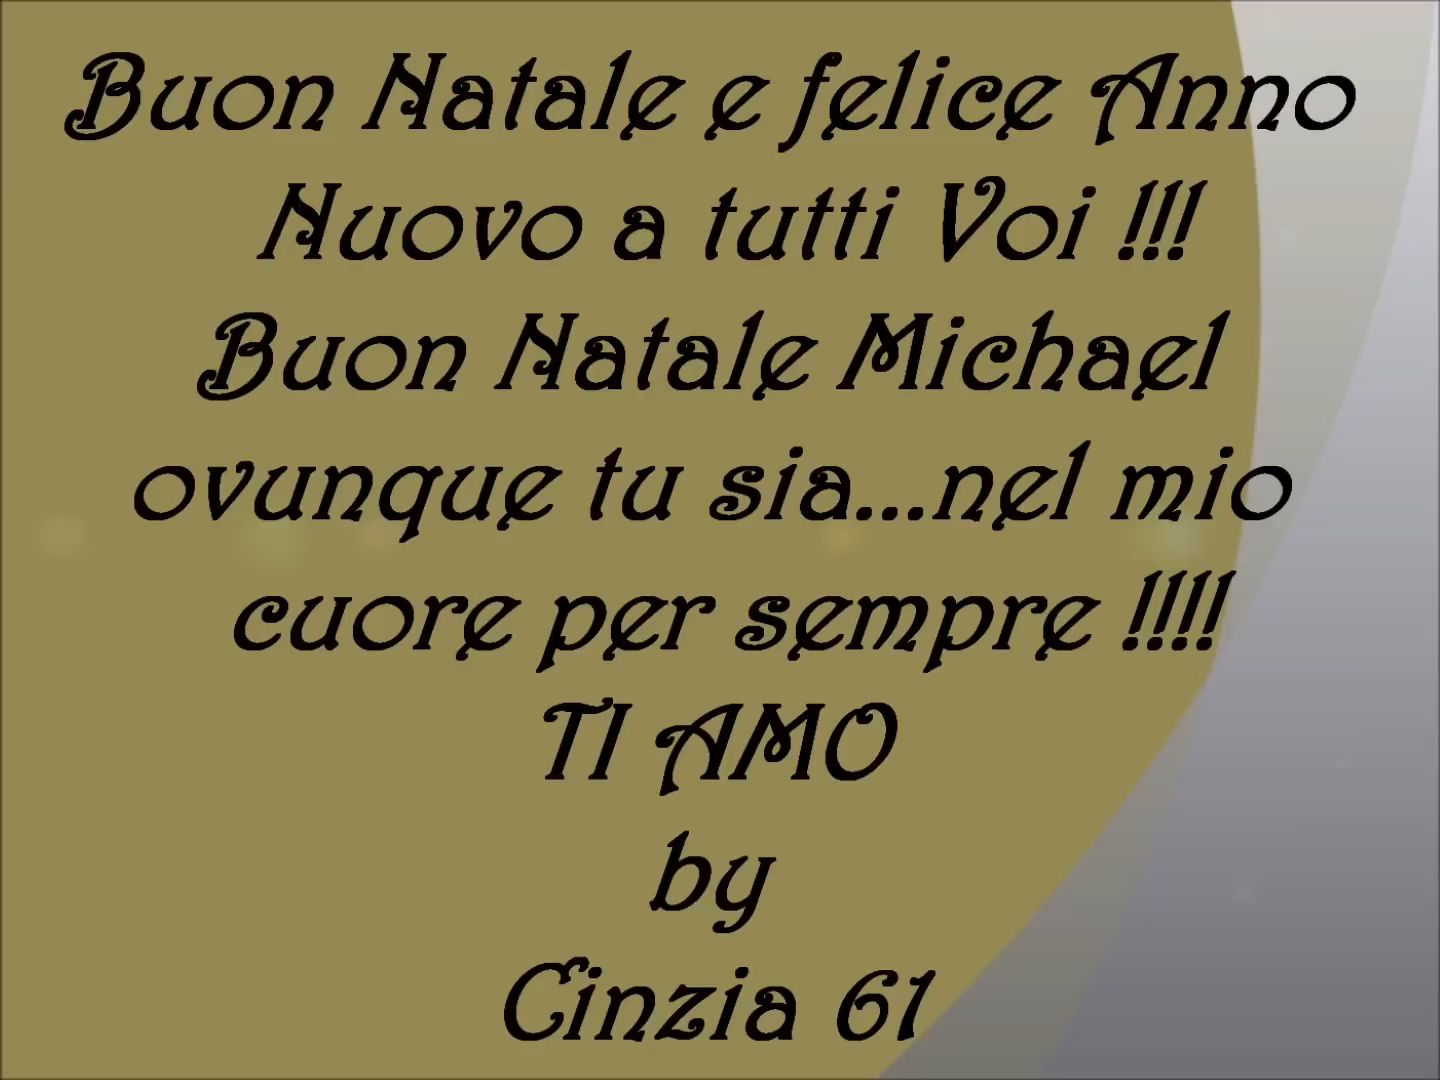 Buon Natale e felice Anno
Nuovo a tutti Voi !!!
Buon Natale Michael
ovunque tu sia...nel mio
cuore per sempre !!!!
TI AMO
by
Cinzia 61